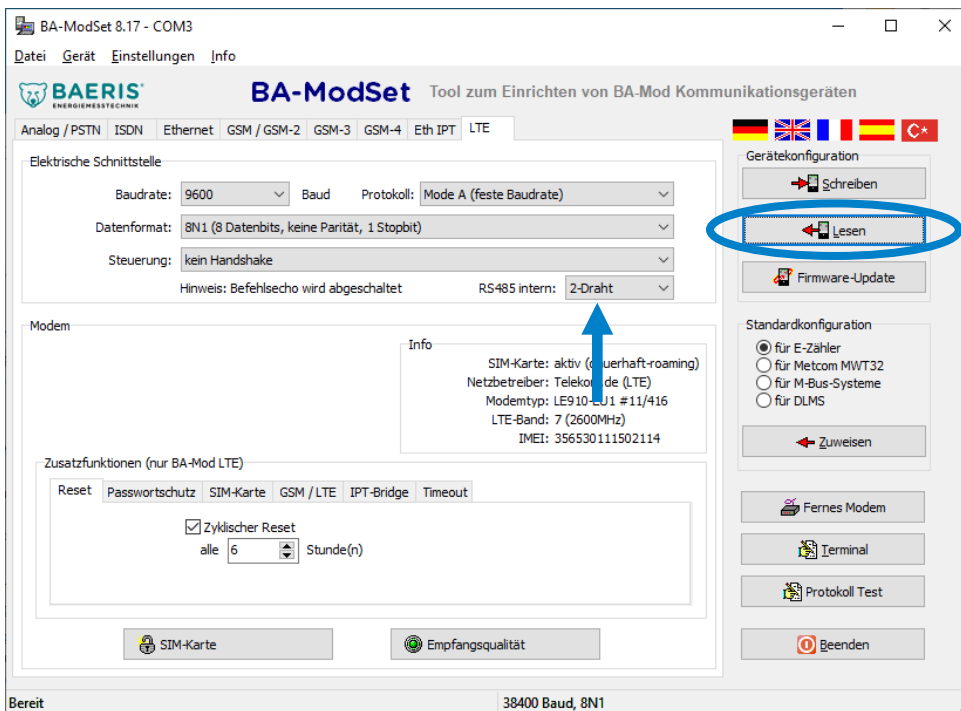 BA-ModSet 8.17 - COM3
Datei Gerät Einstellungen Info
BAERIS
ENERGIEMESSTECHNIK
BA-ModSet Tool zum Einrichten von BA-Mod Kommunikationsgeräten
Analog / PSTN ISDN Ethernet GSM / GSM-2 GSM-3 GSM-4 Eth IPT LTE
Elektrische Schnittstelle
Baudrate: 9600 Baud Protokoll: Mode A (feste Baudrate)
Datenformat: 8N1 (8 Datenbits, keine Parität, 1 Stopbit)
Steuerung: kein Handshake
Hinweis: Befehlsecho wird abgeschaltet RS485 intern: 2-Draht
Modem
Info
SIM-Karte: aktiv roaming)
Netzbetreiber: (LTE)
Modemtyp: #11/416
LTE-Band: 7 (2600MHz)
IMEI: 356530111502114
Zusatzfunktionen (nur BA-Mod LTE)
Reset Passwortschutz SIM-Karte GSM / LTE IPT-Bridge Timeout
Zyklischer Reset
alle 6 Stunde(n)
SIM-Karte Empfangsqualität
Gerätekonfiguration
Schreiben
Lesen
Firmware-Update
Standardkonfiguration
für E-Zähler
für Metcom MWT32
für M-Bus-Systeme
für DLMS
Zuweisen
Fernes Modem
Terminal
Protokoll Test
Beenden
Bereit 38400 Baud, 8N1